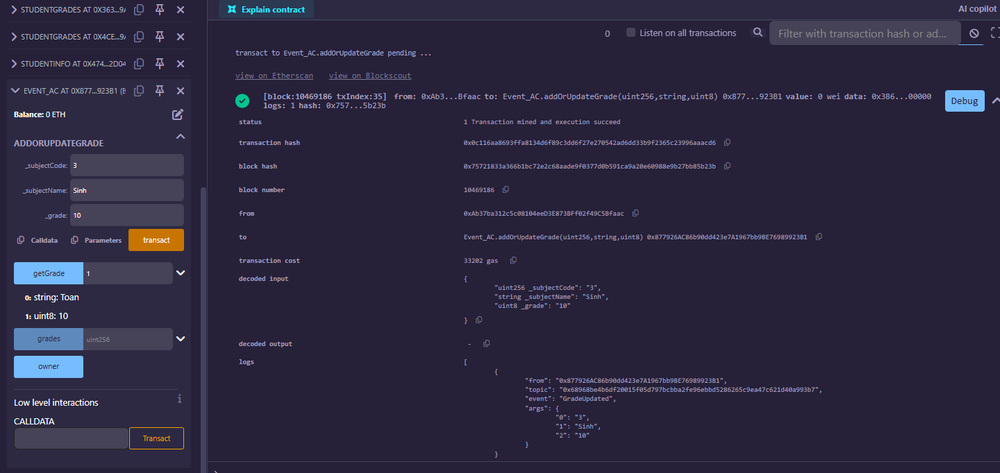 STUDENTGRADES AT 0X363...9A
STUDENTGRADES AT 0X4CE...9A
STUDENTINFO AT 0X474...2D04
EVENT_AC AT 0X877...923B1 (B
Balance: 0 ETH
ADDORUPDATEGRADE
_subjectCode: 3
_subjectName: Sinh
_grade: 10
Calldata Parameters transact
getGrade 1
0: string: Toan
1: uint8: 10
grades uint256
owner
Low level interactions
CALLDATA
Transact
Explain contract
AI copilot
0 Listen on all transactions Filter with transaction hash or ad...
transact to Event_AC.addOrUpdateGrade pending ...
view on Etherscan view on Blockscout
[block:10469186 txIndex:35] from: 0xAb3...Bfaac to: Event_AC.addOrUpdateGrade(uint256,string,uint8) 0x877...923B1 value: 0 wei data: 0x386...00000
logs: 1 hash: 0x757...5b23b
Debug
status 1 Transaction mined and execution succeed
transaction hash 0x0c116aa8693ffa8134d6f89c3dd6f27e270542ad6dd33b9f2365c23996aaacd6
block hash 0x75721833a366b1bc72e2c68aade9f0377d0b591ca9a20e60988e9b27bb85b23b
block number 10469186
from 0xAb37ba312c5c08104eeD3E873BFf02f49C5Bfaac
to Event_AC.addOrUpdateGrade(uint256,string,uint8) 0x877926AC86b90dd423e7A1967bb9BE76989923B1
transaction cost 33202 gas
decoded input {
"uint256 _subjectCode": "3",
"string _subjectName": "Sinh",
"uint8 _grade": "10"
}
decoded output -
logs [
{
"from": "0x877926AC86b90dd423e7A1967bb9BE76989923B1",
"topic": "0x68968be4b6df20015f05d797bcbba2fe96ebbd5286265c9ea47c621d40a993b7",
"event": "GradeUpdated",
"args": {
"0": "3",
"1": "Sinh",
"2": "10"
}
}